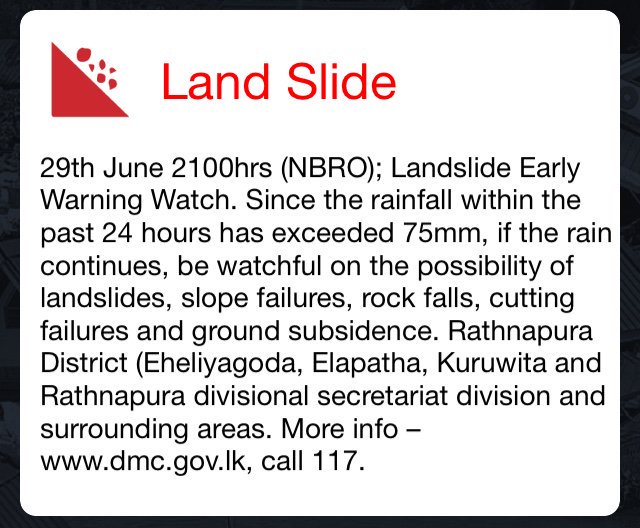 Land Slide
29th June 2100hrs (NBRO); Landslide Early
Warning Watch. Since the rainfall within the
past 24 hours has exceeded 75mm, if the rain
continues, be watchful on the possibility of
landslides, slope failures, rock falls, cutting
failures and ground subsidence. Rathnapura
District (Eheliyagoda, Elapatha, Kuruwita and
Rathnapura divisional secretariat division and
surrounding areas. More info –
www.dmc.gov.lk, call 117.